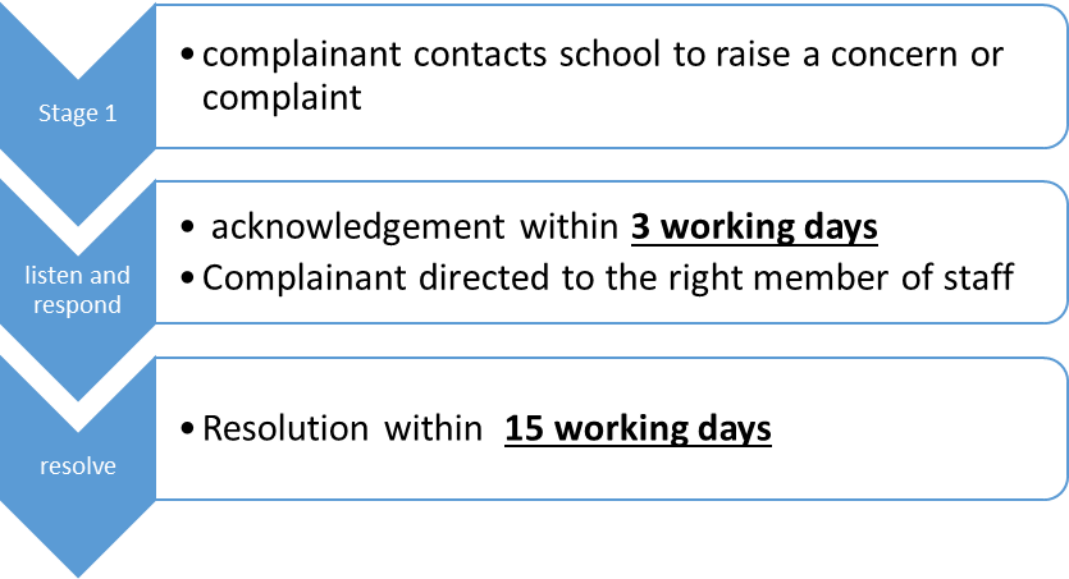 Stage 1
• complainant contacts school to raise a concern or
complaint
listen and
respond
• acknowledgement within 3 working days
• Complainant directed to the right member of staff
resolve
• Resolution within 15 working days